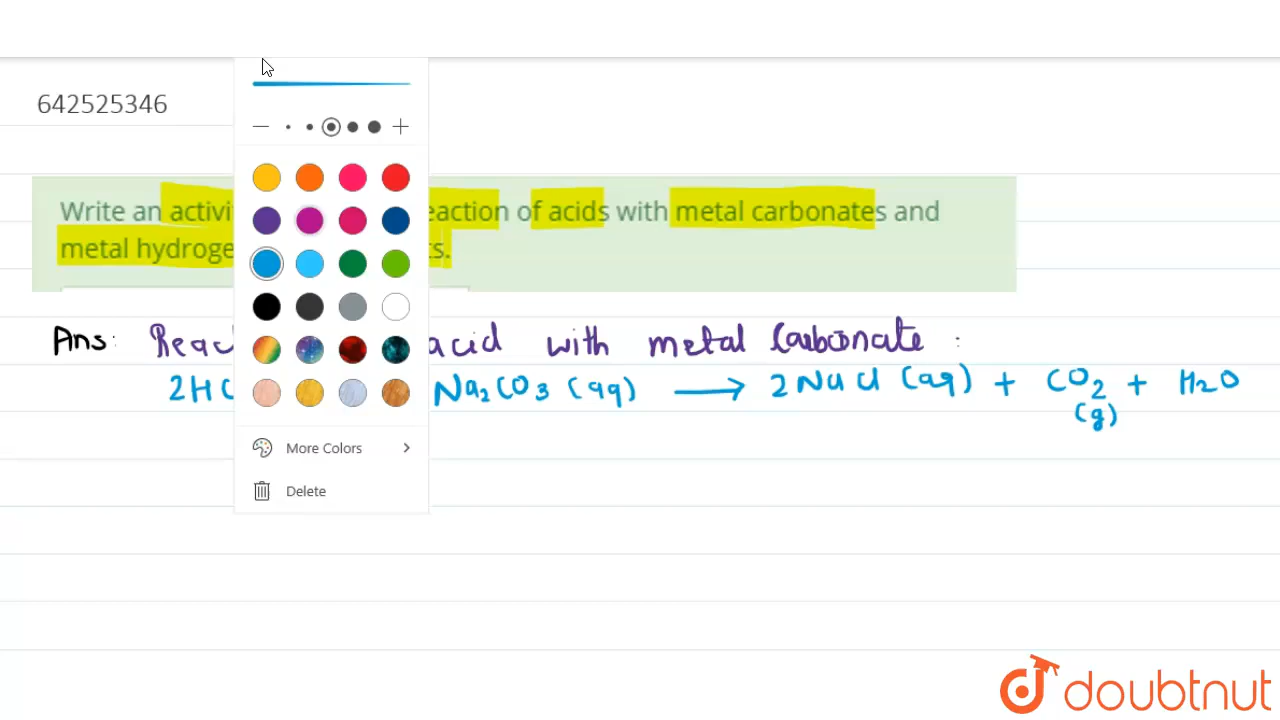 642525346
Write an activi eaction of acids with metal carbonates and
metal hydroge ts.
Ans: Reac acid with metal Carbonate :
2HC Na2CO3 (aq) → 2NaCl (aq) + CO2 + H2O
(g)
More Colors
Delete
doubtnut